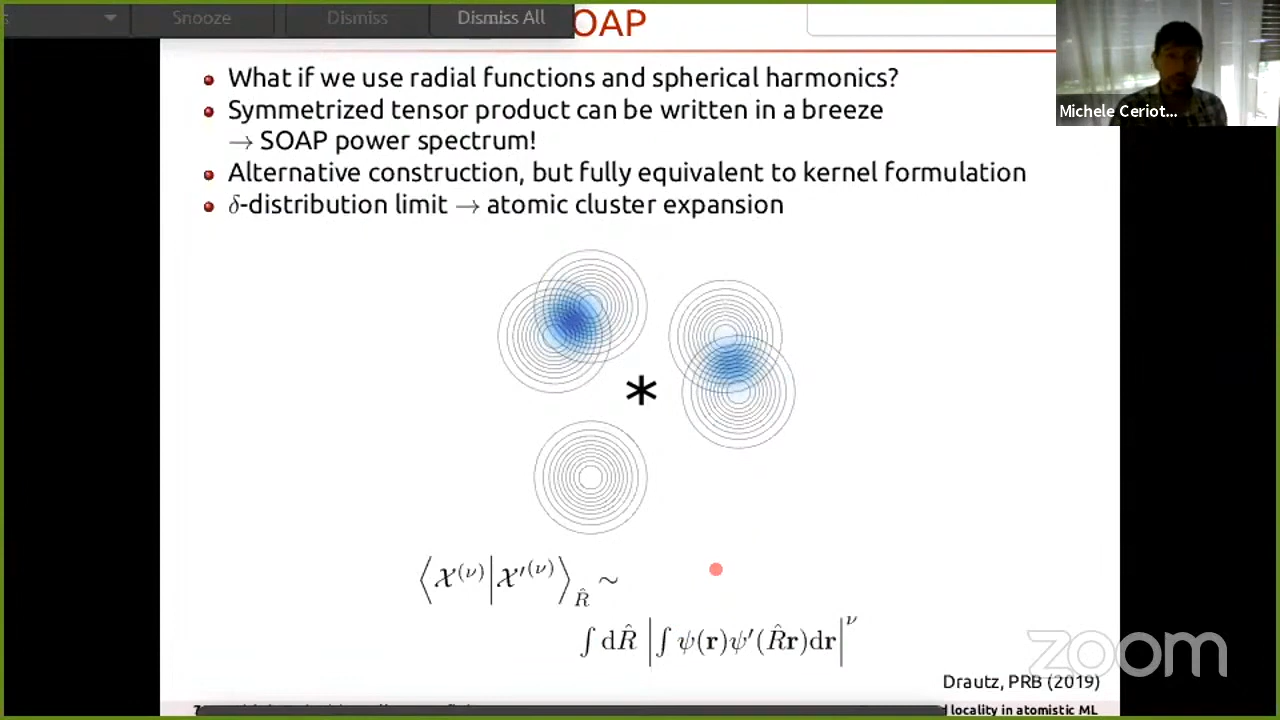 Snooze
Dismiss
Dismiss All
OAP
What if we use radial functions and spherical harmonics?
Symmetrized tensor product can be written in a breeze
→ SOAP power spectrum!
Alternative construction, but fully equivalent to kernel formulation
δ-distribution limit → atomic cluster expansion
Michele Ceriot...
*
⟨𝒳^(ν)|𝒳′^(ν)⟩_R̂ ∼
∫ dR̂ |∫ ψ(r)ψ′(R̂r)dr|^ν
zoom
Drautz, PRB (2019)
d locality in atomistic ML